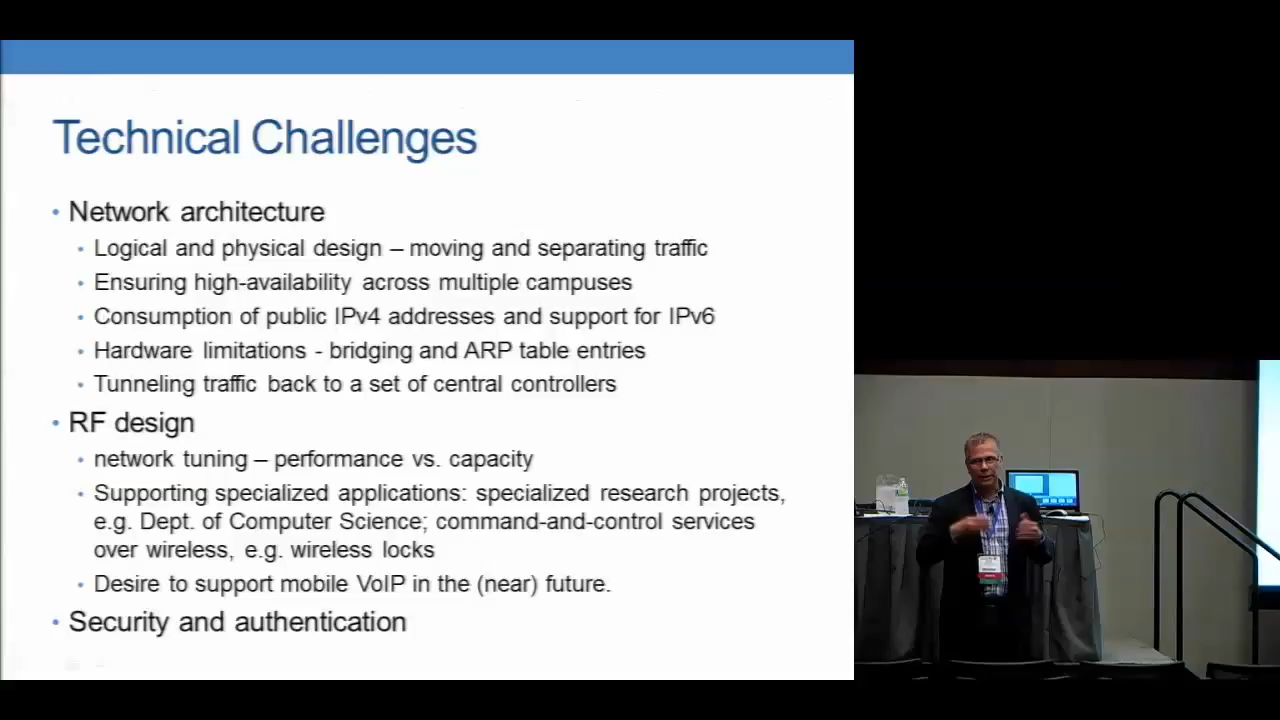 Technical Challenges
• Network architecture
• Logical and physical design – moving and separating traffic
• Ensuring high-availability across multiple campuses
• Consumption of public IPv4 addresses and support for IPv6
• Hardware limitations - bridging and ARP table entries
• Tunneling traffic back to a set of central controllers
• RF design
• network tuning – performance vs. capacity
• Supporting specialized applications: specialized research projects,
e.g. Dept. of Computer Science; command-and-control services
over wireless, e.g. wireless locks
• Desire to support mobile VoIP in the (near) future.
• Security and authentication